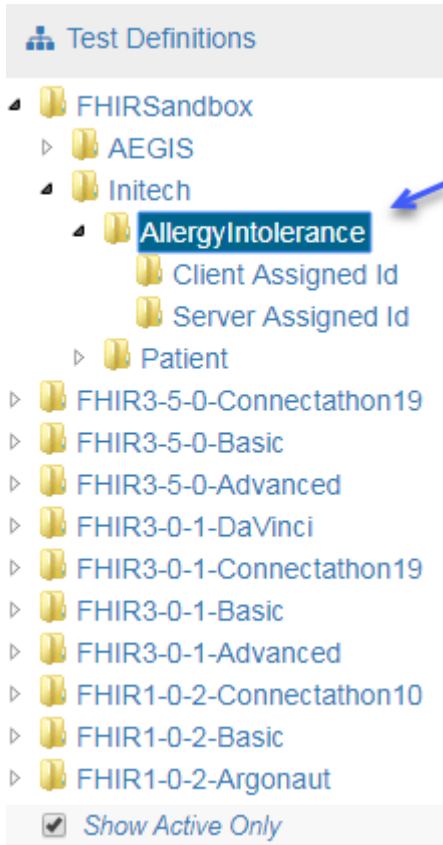 Test Definitions
FHIRSandbox
AEGIS
Initech
AllergyIntolerance
Client Assigned Id
Server Assigned Id
Patient
FHIR3-5-0-Connectathon19
FHIR3-5-0-Basic
FHIR3-5-0-Advanced
FHIR3-0-1-DaVinci
FHIR3-0-1-Connectathon19
FHIR3-0-1-Basic
FHIR3-0-1-Advanced
FHIR1-0-2-Connectathon10
FHIR1-0-2-Basic
FHIR1-0-2-Argonaut
Show Active Only